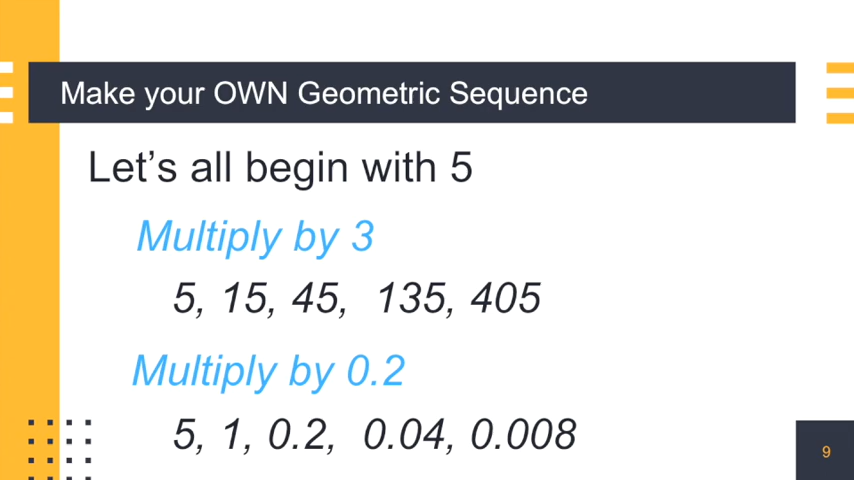 Make your OWN Geometric Sequence
Let's all begin with 5
Multiply by 3
5, 15, 45, 135, 405
Multiply by 0.2
5, 1, 0.2, 0.04, 0.008
9